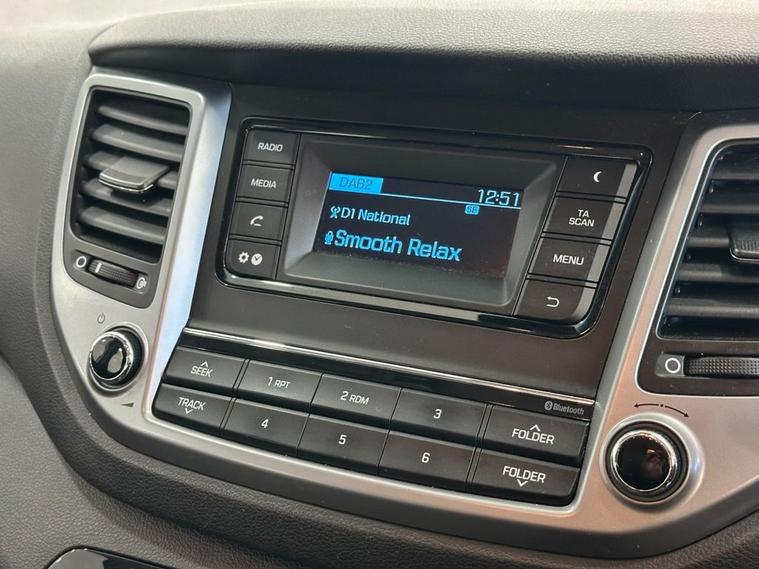 RADIO
MEDIA
DAB2
12:51
D1 National
Smooth Relax
TA
SCAN
MENU
SEEK
TRACK
1 RPT
2 RDM
3
4
5
6
Bluetooth
FOLDER
FOLDER